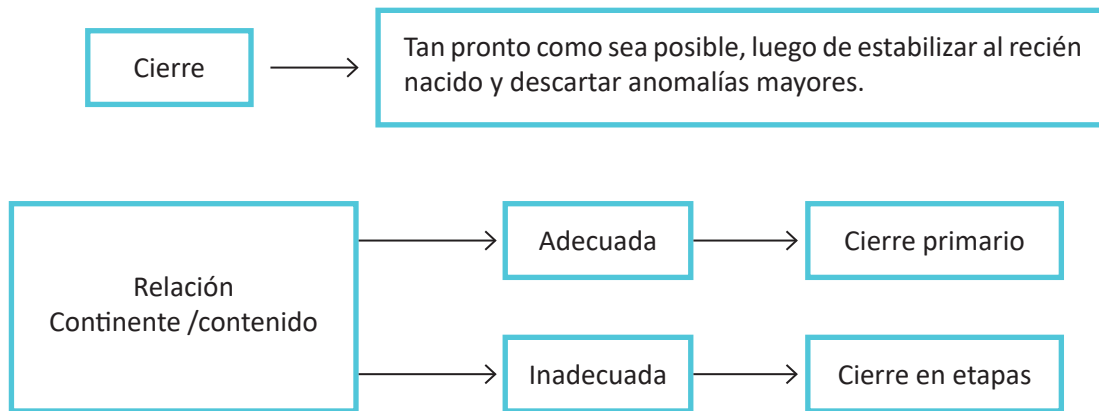 Cierre
Tan pronto como sea posible, luego de estabilizar al recién
nacido y descartar anomalías mayores.
Relación
Continente /contenido
Adecuada
Cierre primario
Inadecuada
Cierre en etapas